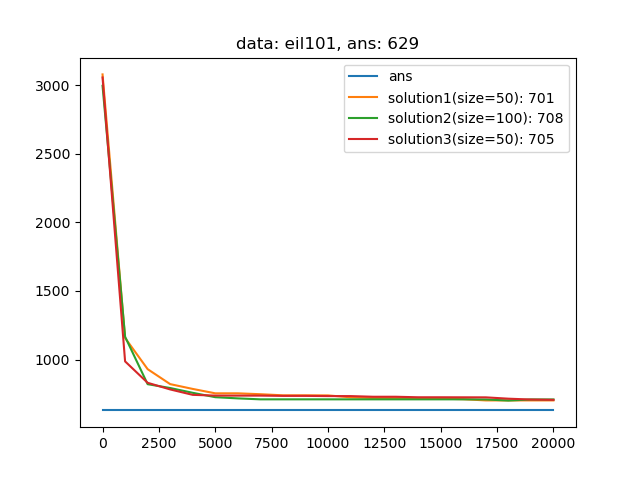 data: eil101, ans: 629
ans
solution1(size=50): 701
solution2(size=100): 708
solution3(size=50): 705
3000
2500
2000
1500
1000
0 2500 5000 7500 10000 12500 15000 17500 20000